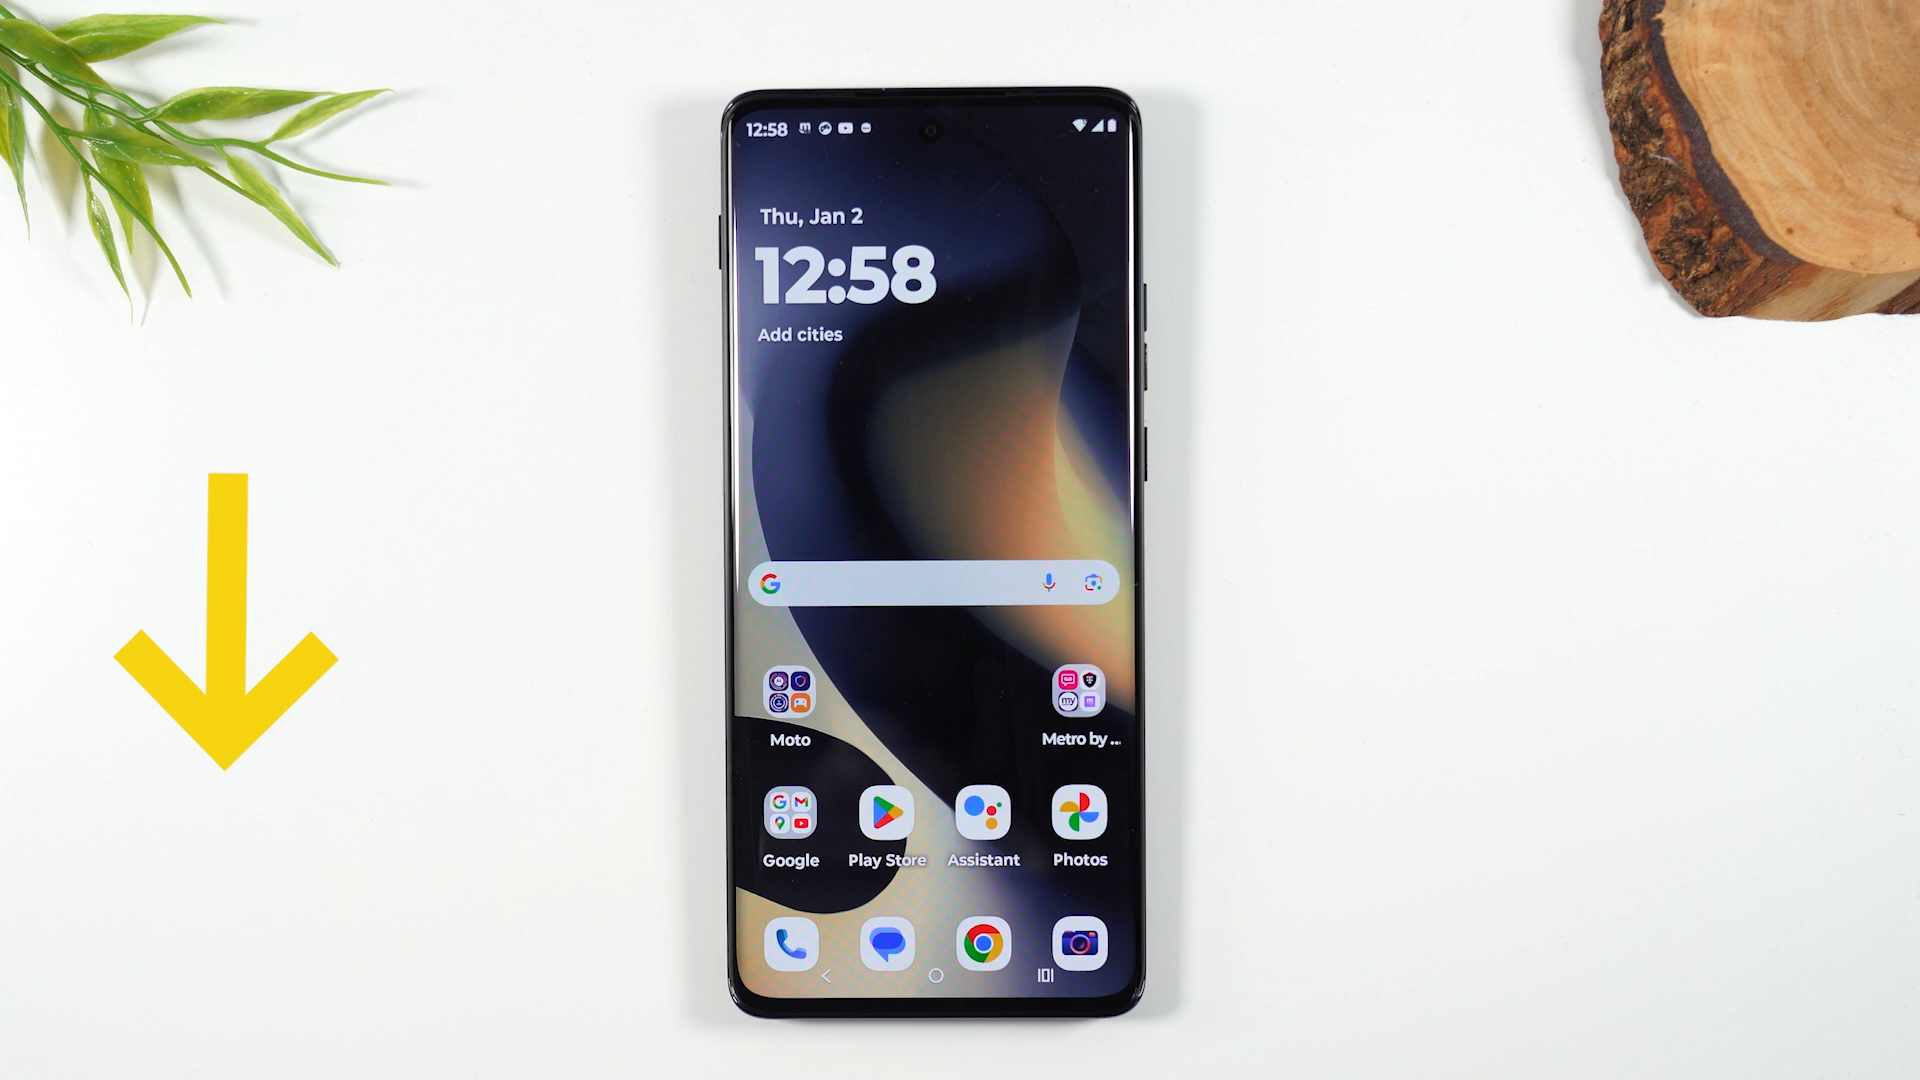 12:58
Thu, Jan 2
12:58
Add cities
Moto
Metro by ...
Google
Play Store
Assistant
Photos